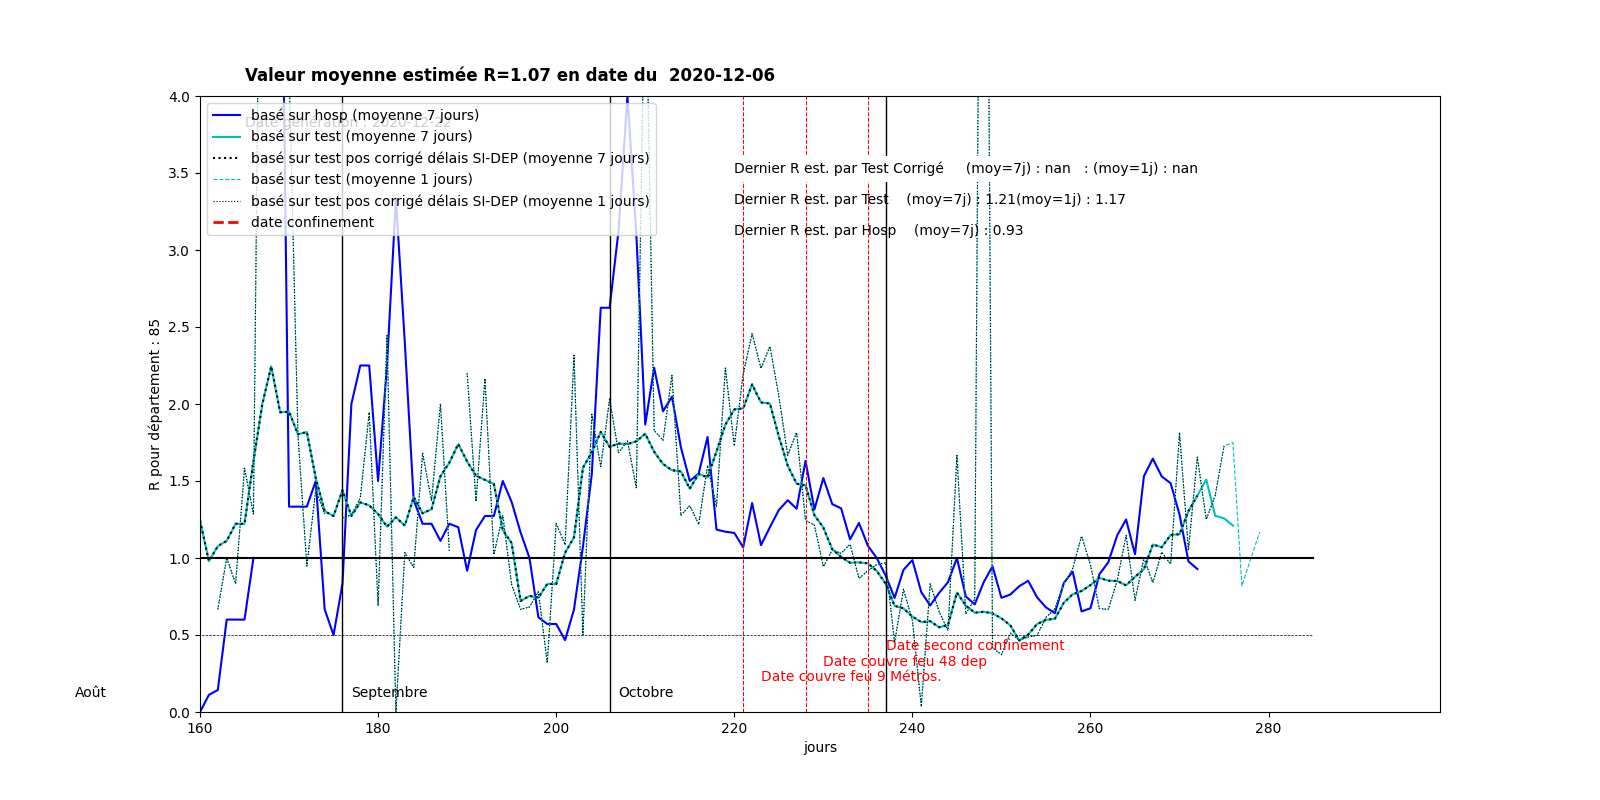 Valeur moyenne estimée R=1.07 en date du  2020-12-06
Date génération : 2020-12-22
basé sur hosp (moyenne 7 jours)
basé sur test (moyenne 7 jours)
basé sur test pos corrigé délais SI-DEP (moyenne 7 jours)
basé sur test (moyenne 1 jours)
basé sur test pos corrigé délais SI-DEP (moyenne 1 jours)
date confinement
Dernier R est. par Test Corrigé     (moy=7j) : nan   : (moy=1j) : nan
Dernier R est. par Test    (moy=7j) : 1.21(moy=1j) : 1.17
Dernier R est. par Hosp    (moy=7j) : 0.93
R pour département : 85
4.0
3.5
3.0
2.5
2.0
1.5
1.0
0.5
0.0
Date second confinement
Date couvre feu 48 dep
Date couvre feu 9 Métros.
Août
Septembre
Octobre
160 180 200 220 240 260 280
jours